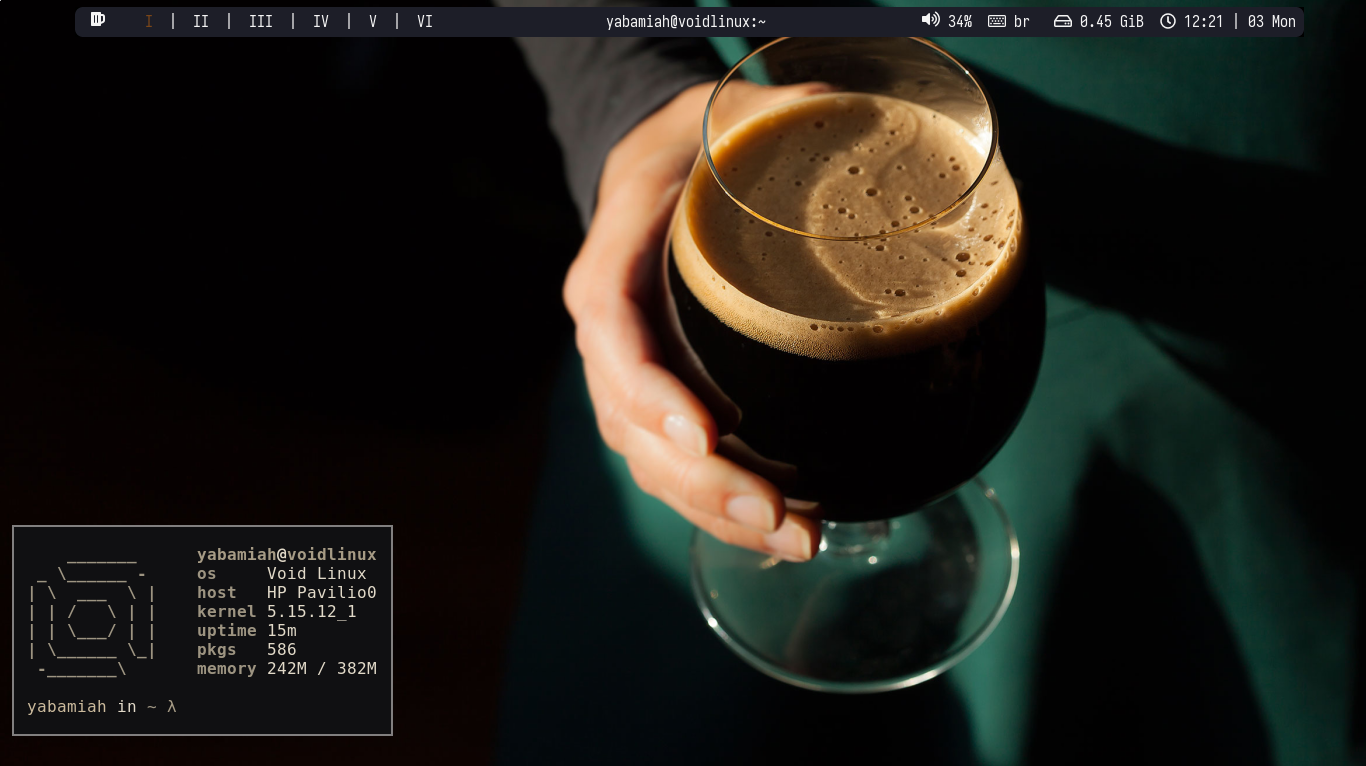 I | II | III | IV | V | VI
yabamiah@voidlinux:~
34% br 0.45 GiB 12:21 | 03 Mon
yabamiah@voidlinux
os Void Linux
host HP Pavilio0
kernel 5.15.12_1
uptime 15m
pkgs 586
memory 242M / 382M
yabamiah in ~ λ